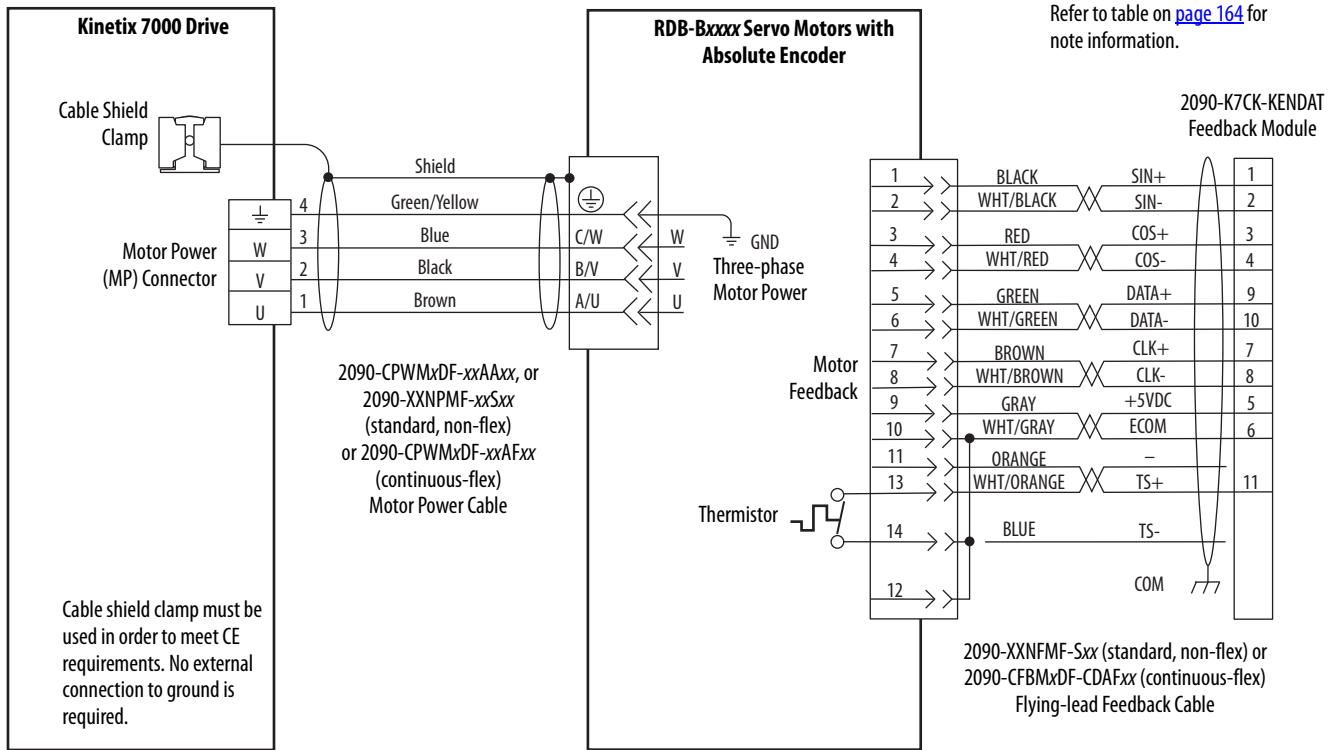 Kinetix 7000 Drive
RDB-Bxxxx Servo Motors with
Absolute Encoder
Refer to table on page 164 for
note information.
2090-K7CK-KENDAT
Feedback Module
Cable Shield
Clamp
Shield
4 Green/Yellow
W 3 Blue C/W W
V 2 Black B/V V
U 1 Brown A/U U
Motor Power
(MP) Connector
GND
Three-phase
Motor Power
2090-CPWMxDF-xxAAxx, or
2090-XXNPMF-xxSxx
(standard, non-flex)
or 2090-CPWMxDF-xxAFxx
(continuous-flex)
Motor Power Cable
Motor
Feedback
Thermistor
1 BLACK SIN+ 1
2 WHT/BLACK SIN- 2
3 RED COS+ 3
4 WHT/RED COS- 4
5 GREEN DATA+ 9
6 WHT/GREEN DATA- 10
7 BROWN CLK+ 7
8 WHT/BROWN CLK- 8
9 GRAY +5VDC 5
10 WHT/GRAY ECOM 6
11 ORANGE –
13 WHT/ORANGE TS+ 11
14 BLUE TS-
12 COM
Cable shield clamp must be
used in order to meet CE
requirements. No external
connection to ground is
required.
2090-XXNFMF-Sxx (standard, non-flex) or
2090-CFBMxDF-CDAFxx (continuous-flex)
Flying-lead Feedback Cable